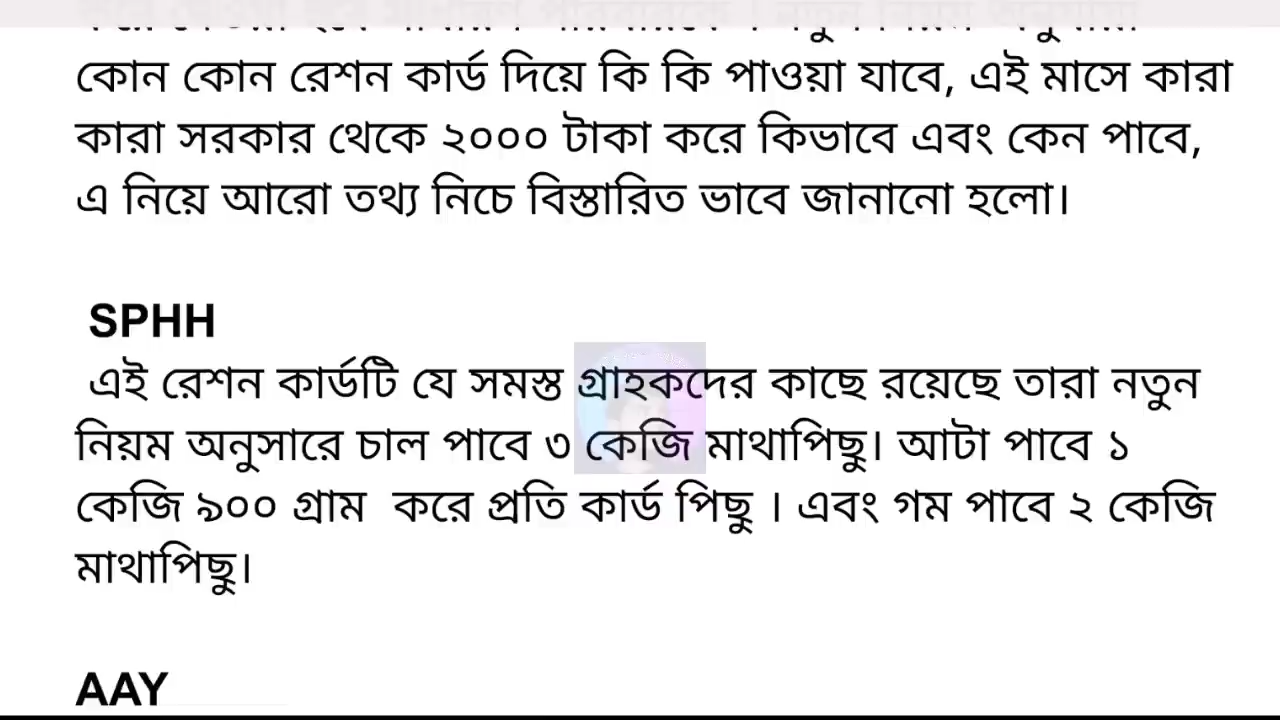 কোন কোন রেশন কার্ড দিয়ে কি কি পাওয়া যাবে, এই মাসে কারা
কারা সরকার থেকে ২০০০ টাকা করে কিভাবে এবং কেন পাবে,
এ নিয়ে আরো তথ্য নিচে বিস্তারিত ভাবে জানানো হলো।
SPHH
এই রেশন কার্ডটি যে সমস্ত গ্রাহকদের কাছে রয়েছে তারা নতুন
নিয়ম অনুসারে চাল পাবে ৩ কেজি মাথাপিছু। আটা পাবে ১
কেজি ৯০০ গ্রাম করে প্রতি কার্ড পিছু । এবং গম পাবে ২ কেজি
মাথাপিছু।
AAY